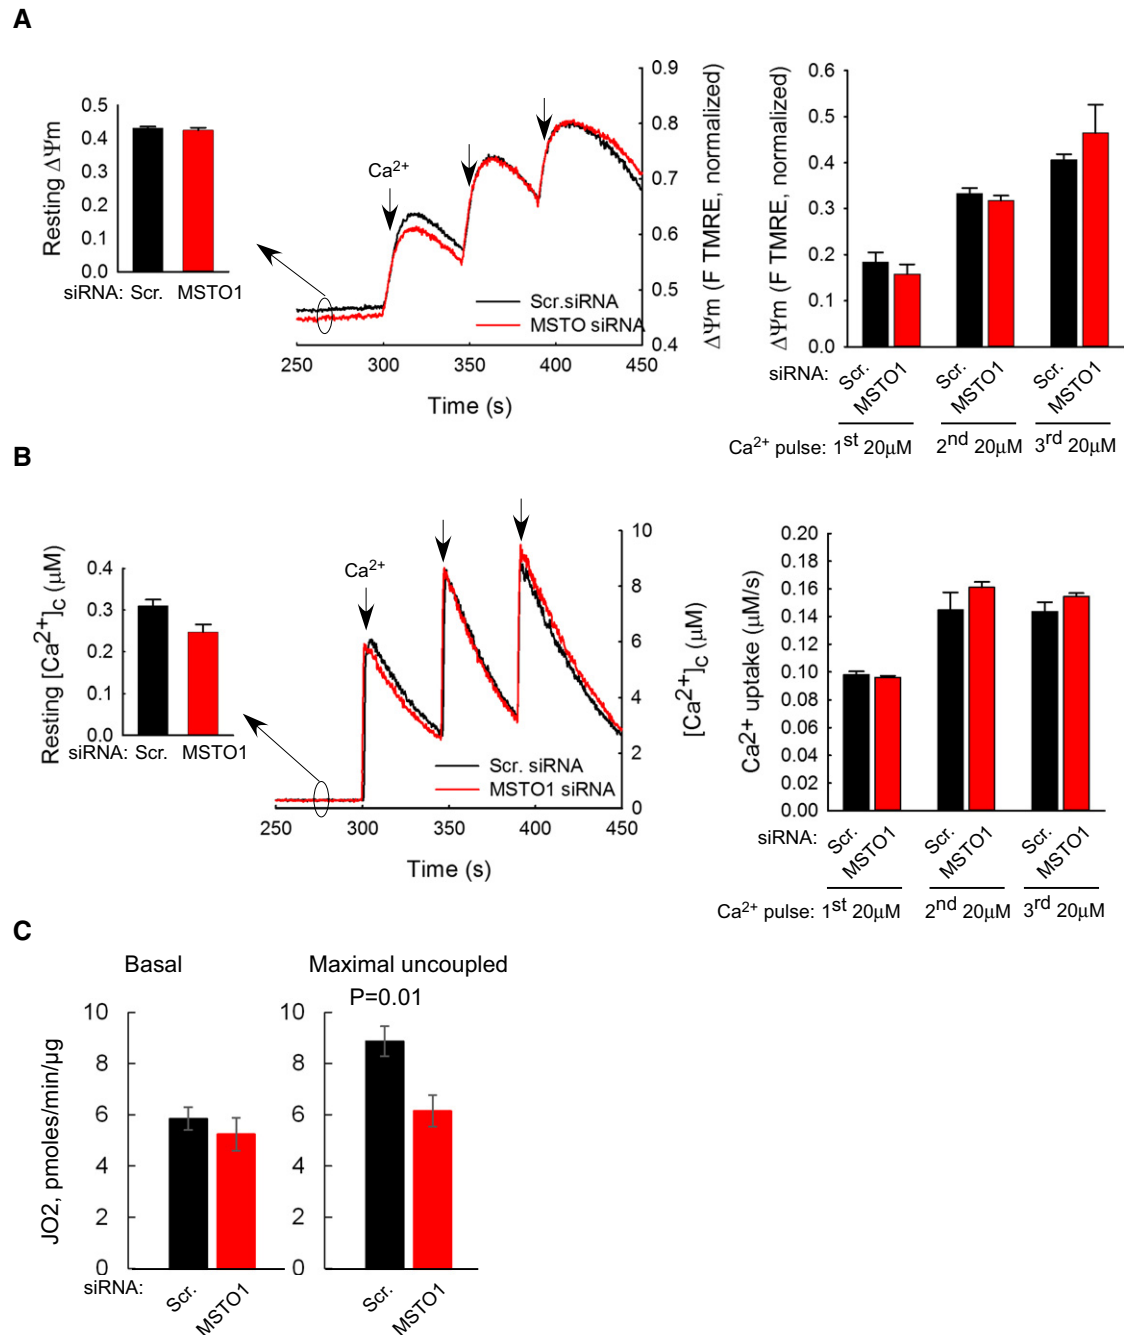 A
Resting ΔΨm
0.5
0.4
0.3
0.2
0.1
0.0
siRNA: Scr. MSTO1
Ca2+
Scr.siRNA
MSTO siRNA
250 300 350 400 450
Time (s)
0.9
0.8
0.7
0.6
0.5
0.4
ΔΨm (F TMRE, normalized)
ΔΨm (F TMRE, normalized)
0.6
0.5
0.4
0.3
0.2
0.1
0.0
siRNA: Scr. MSTO1 Scr. MSTO1 Scr. MSTO1
Ca2+ pulse: 1st 20μM 2nd 20μM 3rd 20μM
B
Resting [Ca2+]C (μM)
0.4
0.3
0.2
0.1
0.0
siRNA: Scr. MSTO1
Ca2+
Scr. siRNA
MSTO1 siRNA
250 300 350 400 450
Time (s)
10
8
6
4
2
0
[Ca2+]C (μM)
Ca2+ uptake (μM/s)
0.20
0.18
0.16
0.14
0.12
0.10
0.08
0.06
0.04
0.02
0.00
siRNA: Scr. MSTO1 Scr. MSTO1 Scr. MSTO1
Ca2+ pulse: 1st 20μM 2nd 20μM 3rd 20μM
C
Basal
JO2, pmoles/min/μg
10
8
6
4
2
0
siRNA: Scr. MSTO1
Maximal uncoupled
P=0.01
10
8
6
4
2
0
Scr. MSTO1